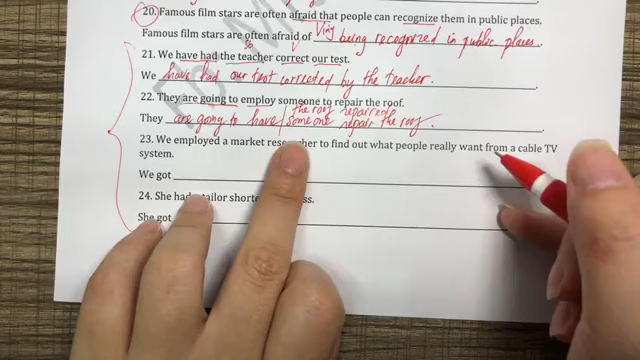 20. Famous film stars are often afraid that people can recognize them in public places.
Ving
Famous film stars are often afraid of being recognized in public places.
21. We have had the teacher correct our test.
We have had our test corrected by the teacher.
22. They are going to employ someone to repair the roof.
the roof repaired
They are going to have / someone repair the roof.
23. We employed a market researcher to find out what people really want from a cable TV
system.
We got
24. She had
She got